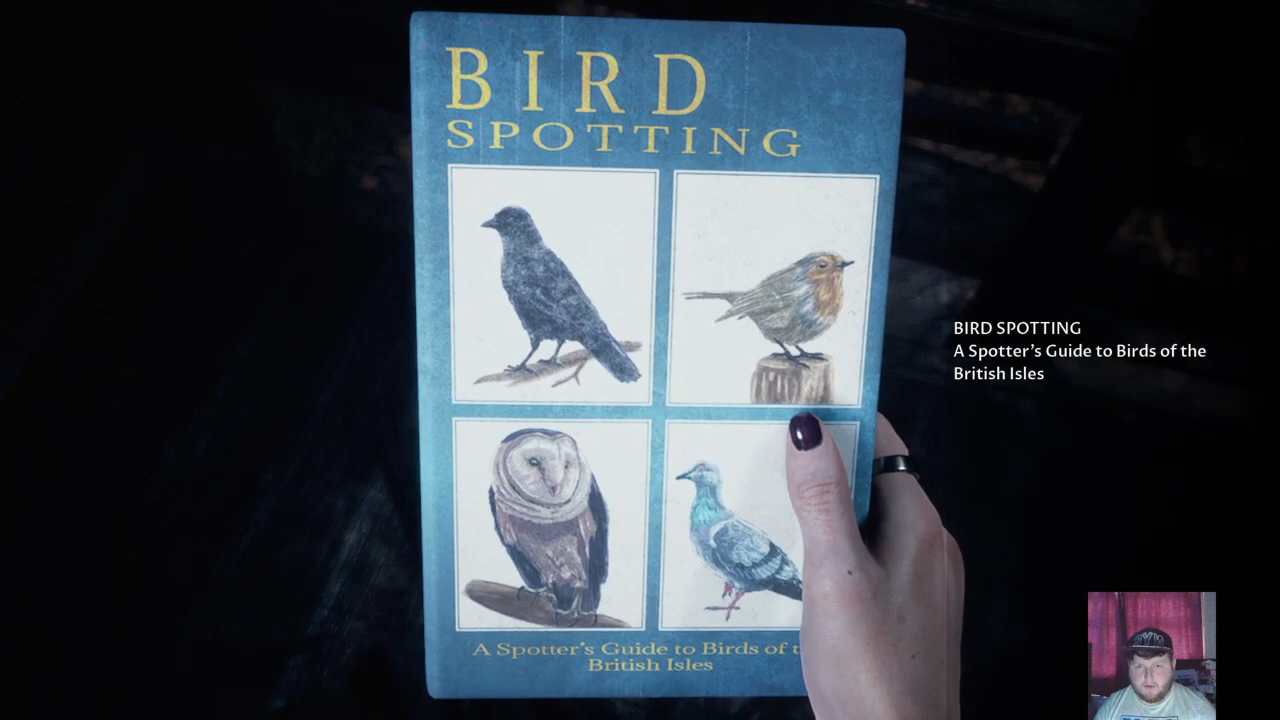 BIRD
SPOTTING
A Spotter's Guide to Birds of t
British Isles
BIRD SPOTTING
A Spotter's Guide to Birds of the
British Isles